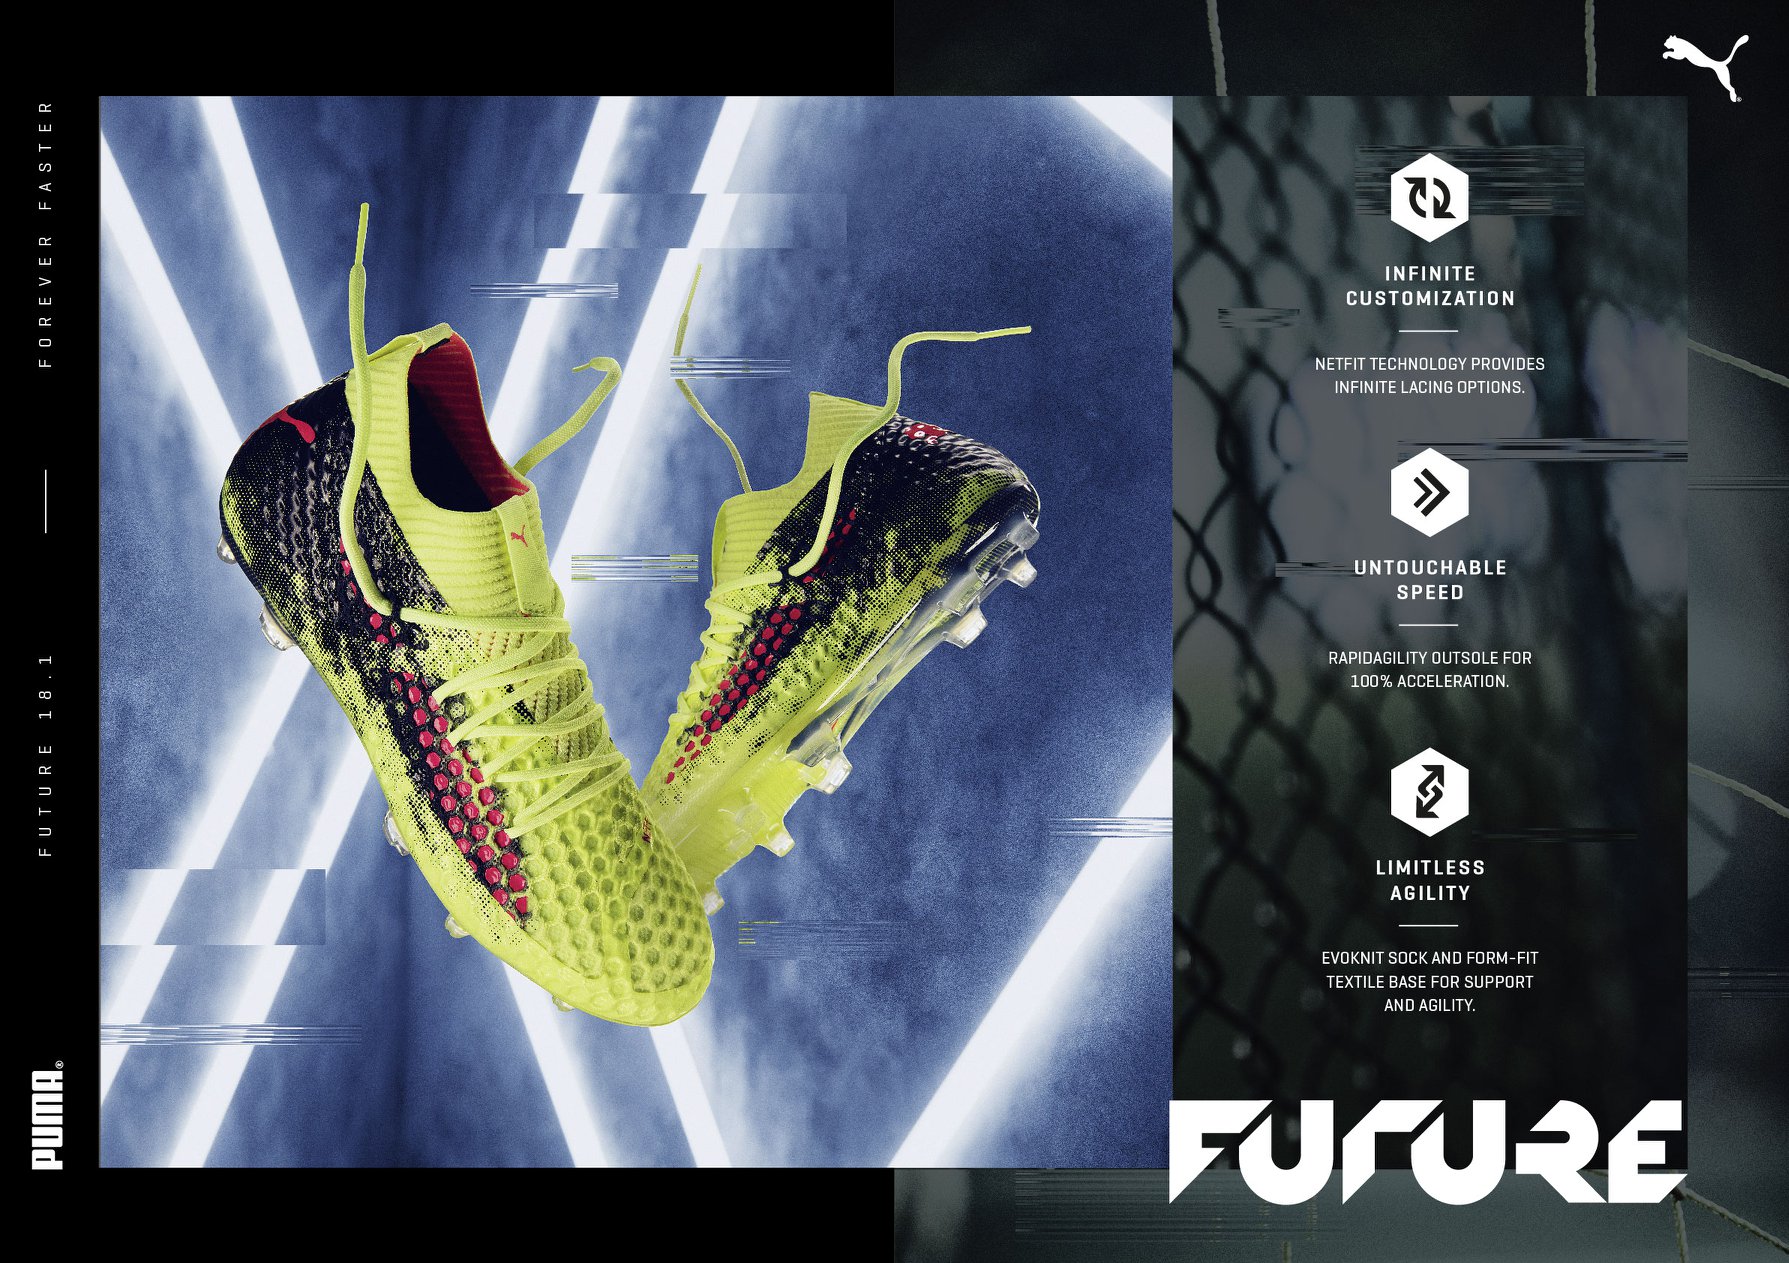 FOREVER FASTER
FUTURE 18.1
PUMA®
INFINITE
CUSTOMIZATION
NETFIT TECHNOLOGY PROVIDES
INFINITE LACING OPTIONS.
UNTOUCHABLE
SPEED
RAPIDAGILITY OUTSOLE FOR
100% ACCELERATION.
LIMITLESS
AGILITY
EVOKNIT SOCK AND FORM-FIT
TEXTILE BASE FOR SUPPORT
AND AGILITY.
FUTURE